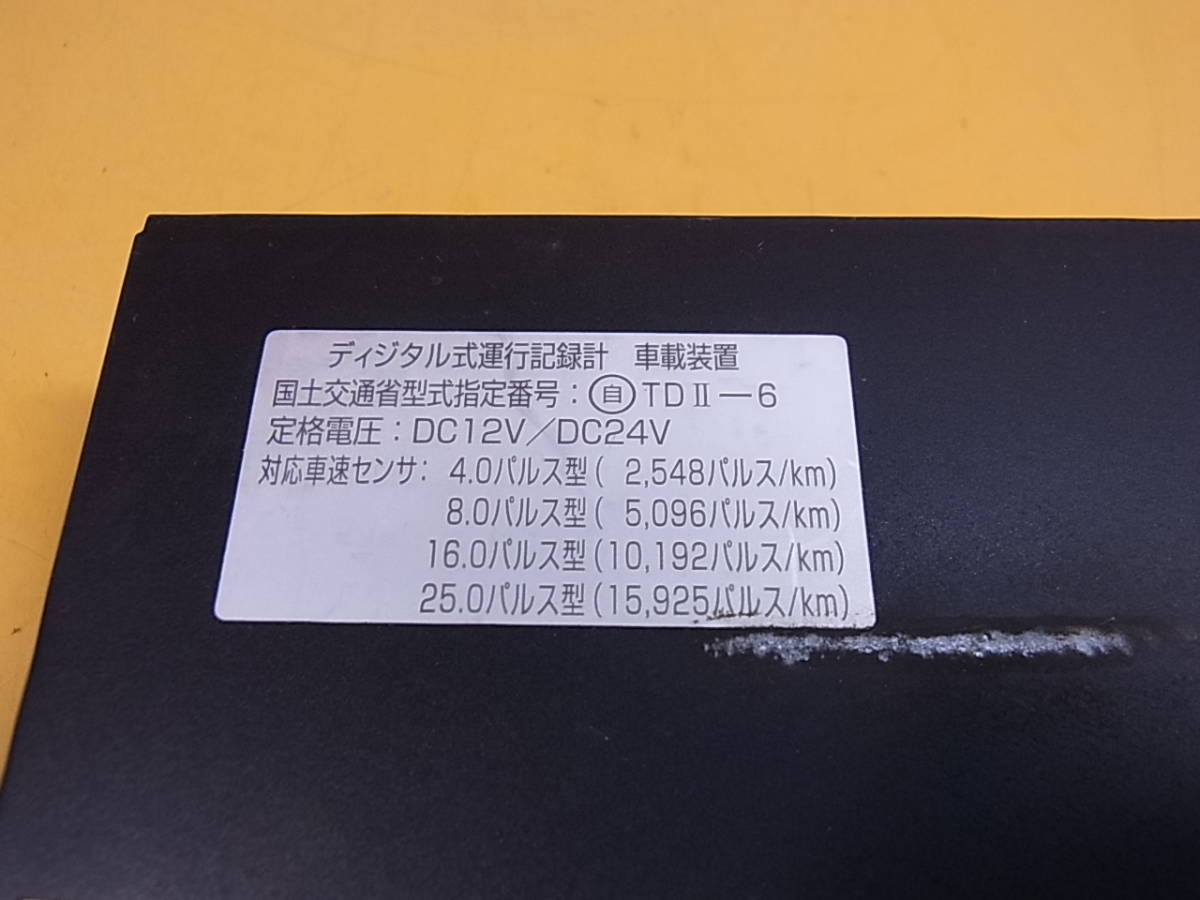 ディジタル式運行記録計 車載装置
国土交通省型式指定番号：㊀自TDⅡ―6
定格電圧：DC12V／DC24V
対応車速センサ：4.0パルス型( 2,548パルス/km)
8.0パルス型( 5,096パルス/km)
16.0パルス型(10,192パルス/km)
25.0パルス型(15,925パルス/km)